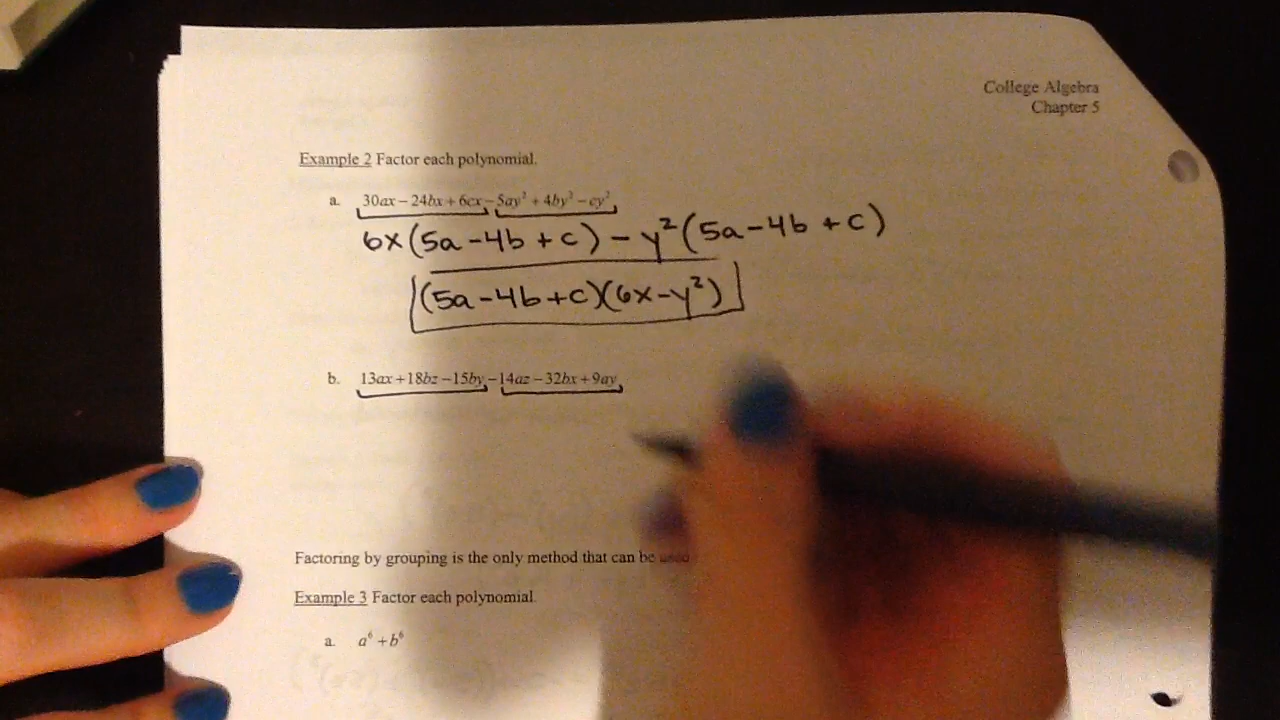 College Algebra
Chapter 5
Example 2 Factor each polynomial.
a. 30ax – 24bx + 6cx – 5ay² + 4by² – cy²
6x(5a – 4b + c) – y²(5a – 4b + c)
(5a – 4b + c)(6x – y²)
b. 13ax + 18bz – 15by – 14az – 32bx + 9ay
Factoring by grouping is the only method that can be used
Example 3 Factor each polynomial.
a. a⁶ + b⁶